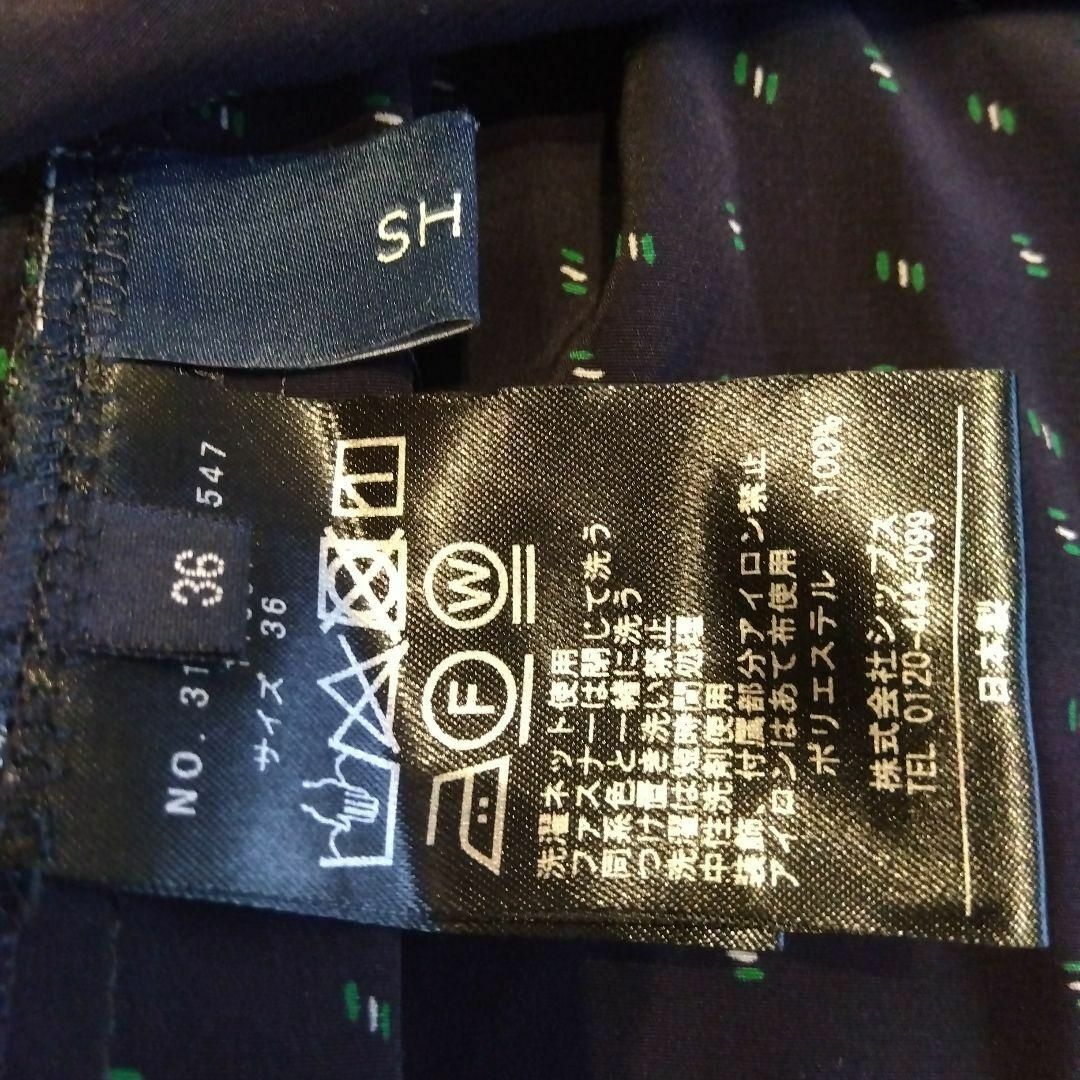 SH
36
NO. 31
547
サイズ 36
W
F
洗濯ネット使用
ファスナーは閉じて洗う
同系色と一緒に洗う
つけ置き洗い禁止
洗濯は短時間処理
中性洗剤使用
装飾、付属部分アイロン禁止
アイロンはあて布使用
ポリエステル 100%
株式会社シップス
TEL 0120-444-099
日本製